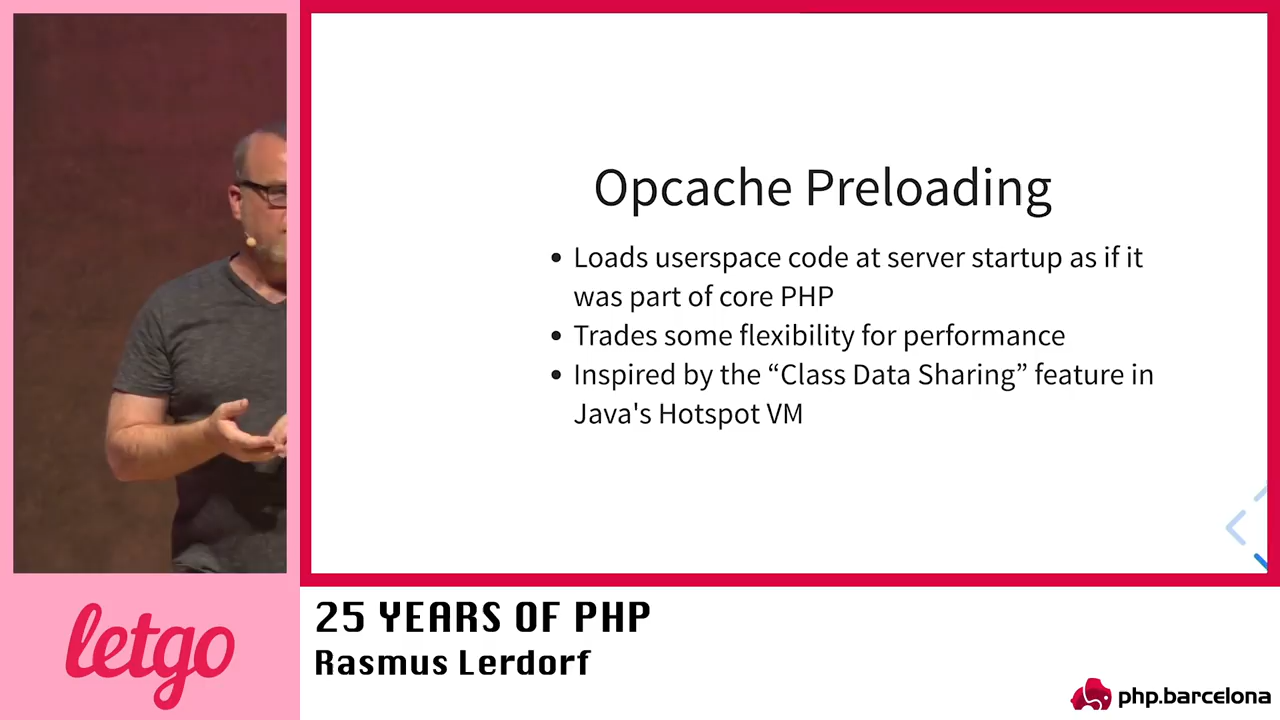 Opcache Preloading
• Loads userspace code at server startup as if it
was part of core PHP
• Trades some flexibility for performance
• Inspired by the “Class Data Sharing” feature in
Java's Hotspot VM
letgo
25 YEARS OF PHP
Rasmus Lerdorf
php.barcelona